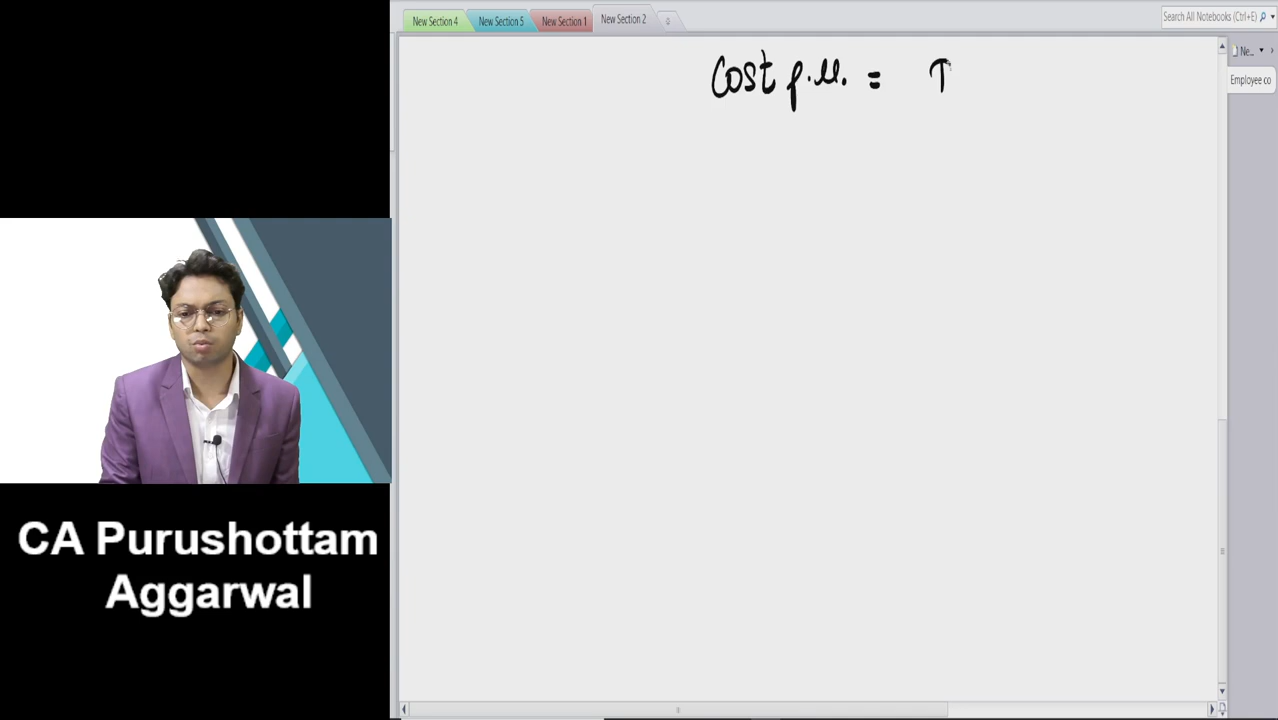 New Section 4
New Section 5
New Section 1
New Section 2
Search All Notebooks (Ctrl+E)
Ne...
Employee co
Cost p.u. = T
CA Purushottam
Aggarwal